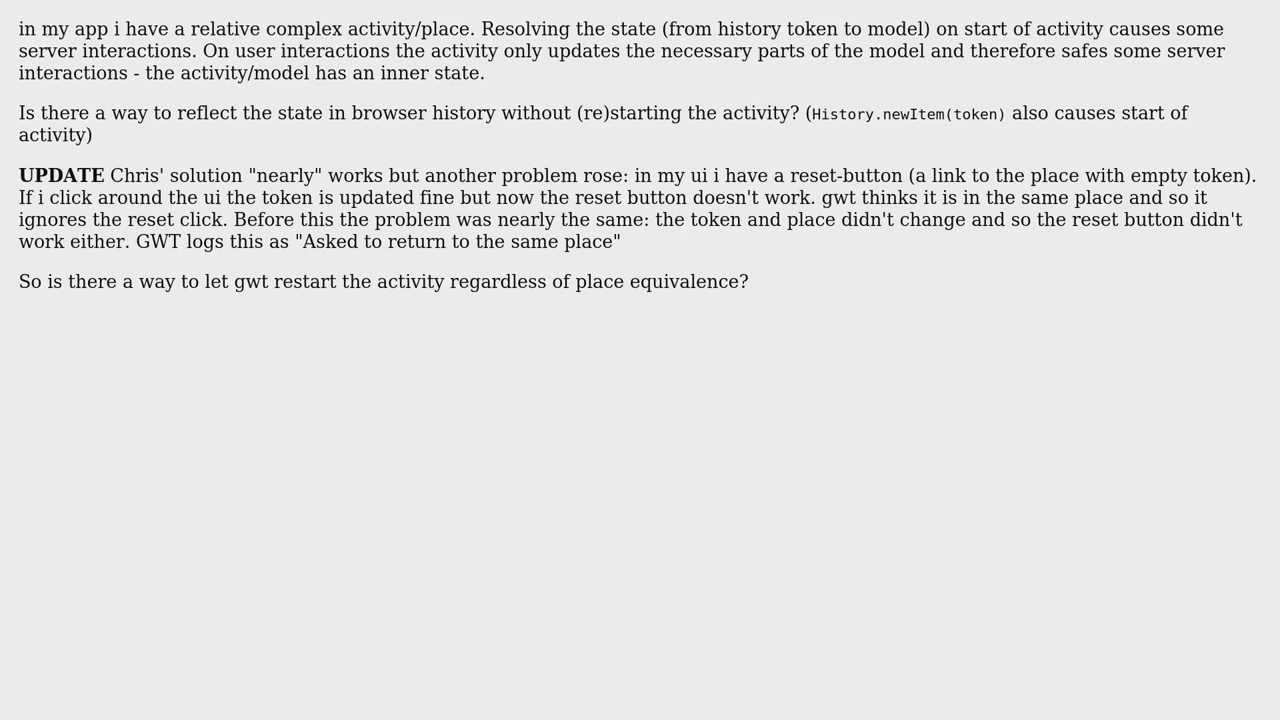 in my app i have a relative complex activity/place. Resolving the state (from history token to model) on start of activity causes some
server interactions. On user interactions the activity only updates the necessary parts of the model and therefore safes some server
interactions - the activity/model has an inner state.
Is there a way to reflect the state in browser history without (re)starting the activity? (History.newItem(token) also causes start of
activity)
UPDATE Chris' solution "nearly" works but another problem rose: in my ui i have a reset-button (a link to the place with empty token).
If i click around the ui the token is updated fine but now the reset button doesn't work. gwt thinks it is in the same place and so it
ignores the reset click. Before this the problem was nearly the same: the token and place didn't change and so the reset button didn't
work either. GWT logs this as "Asked to return to the same place"
So is there a way to let gwt restart the activity regardless of place equivalence?